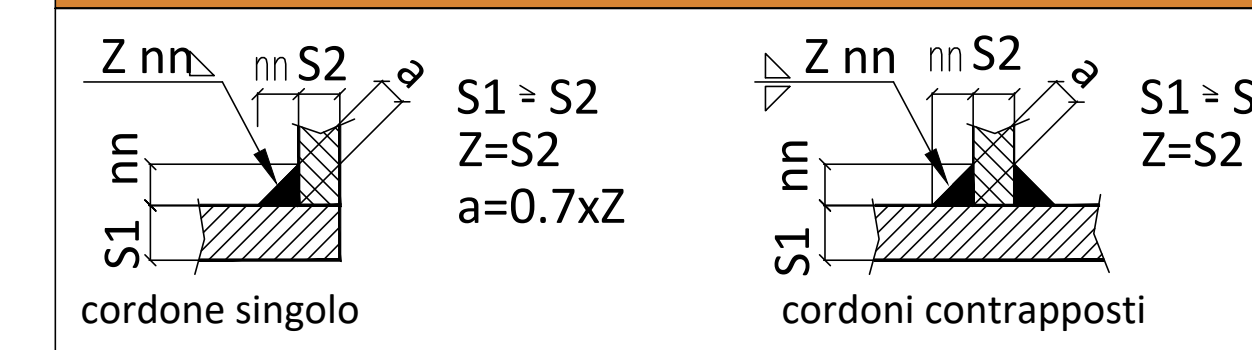 Z nn
nn S2
a
nn
S1
S1 ≥ S2
Z=S2
a=0.7xZ
cordone singolo
Z nn
nn S2
a
nn
S1
S1 ≥ S
Z=S2
cordoni contrapposti